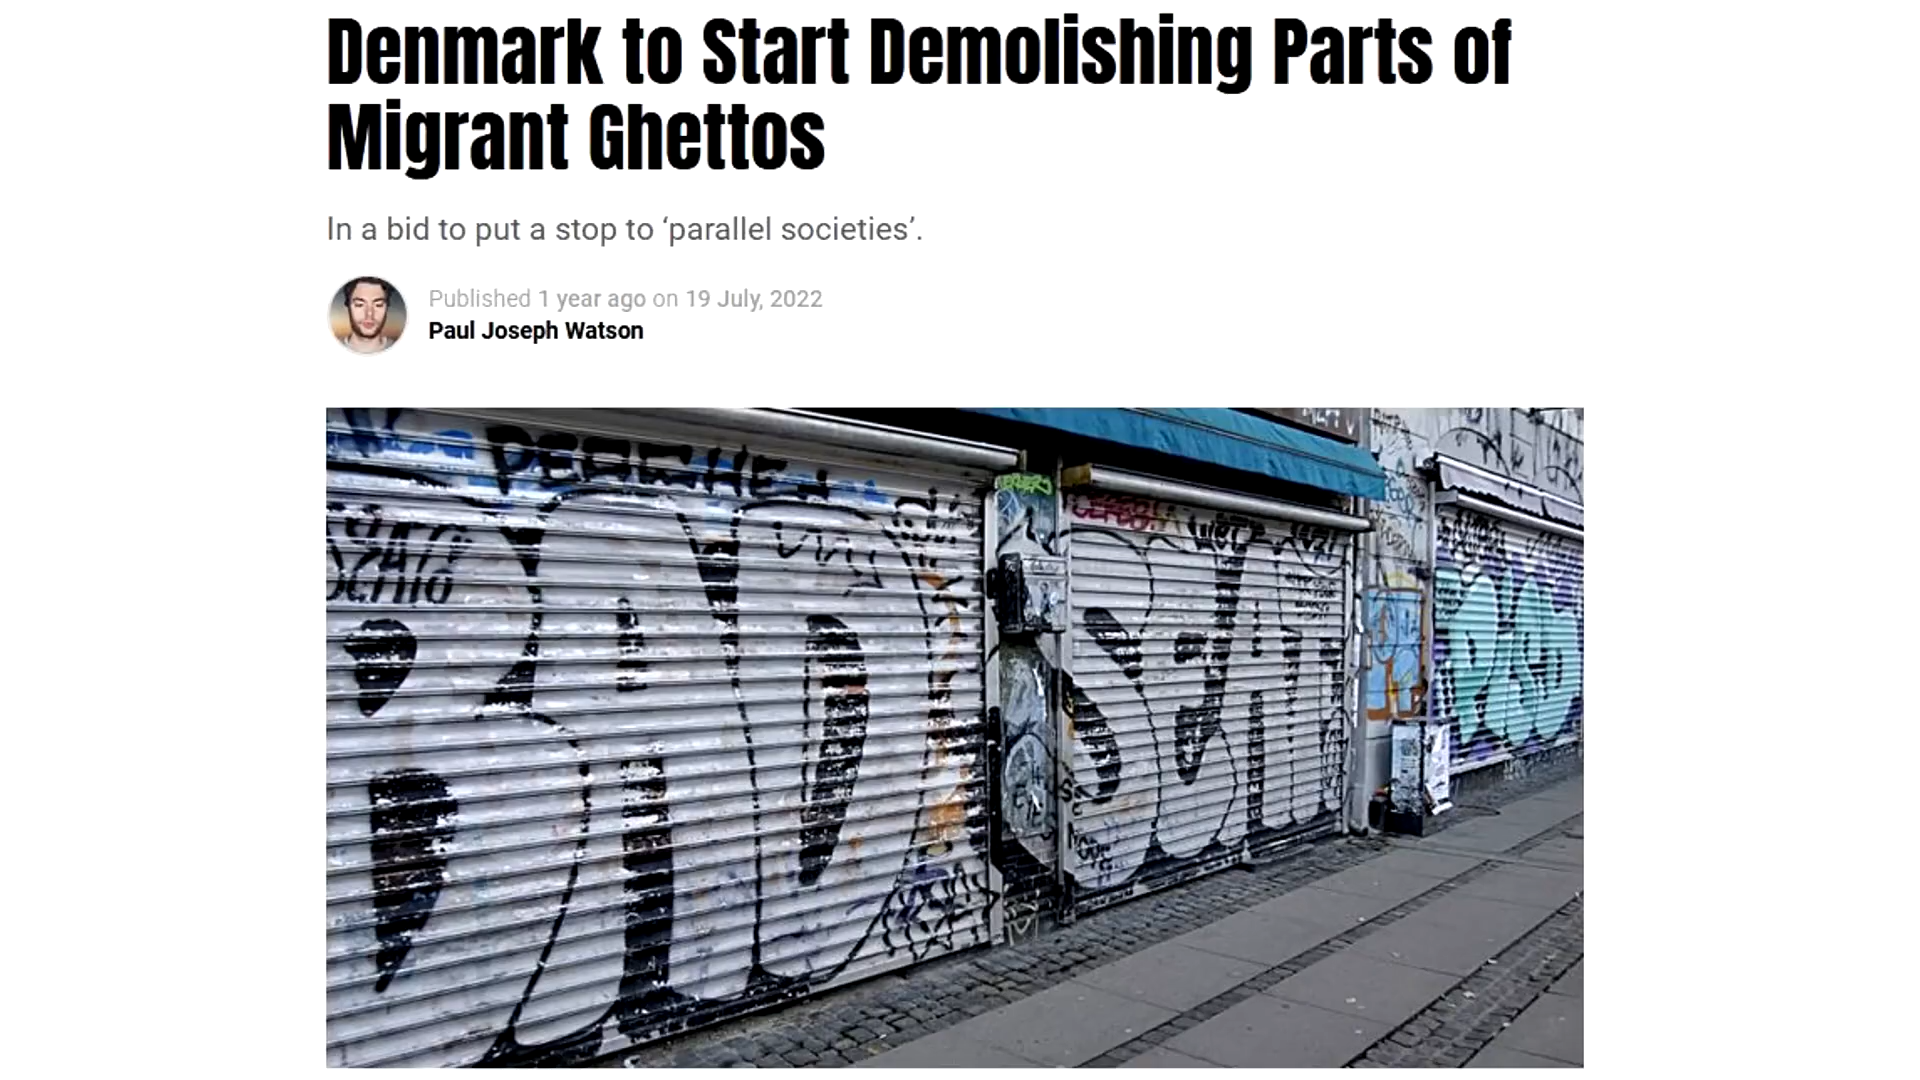 Denmark to Start Demolishing Parts of
Migrant Ghettos
In a bid to put a stop to ‘parallel societies’.
Published 1 year ago on 19 July, 2022
Paul Joseph Watson